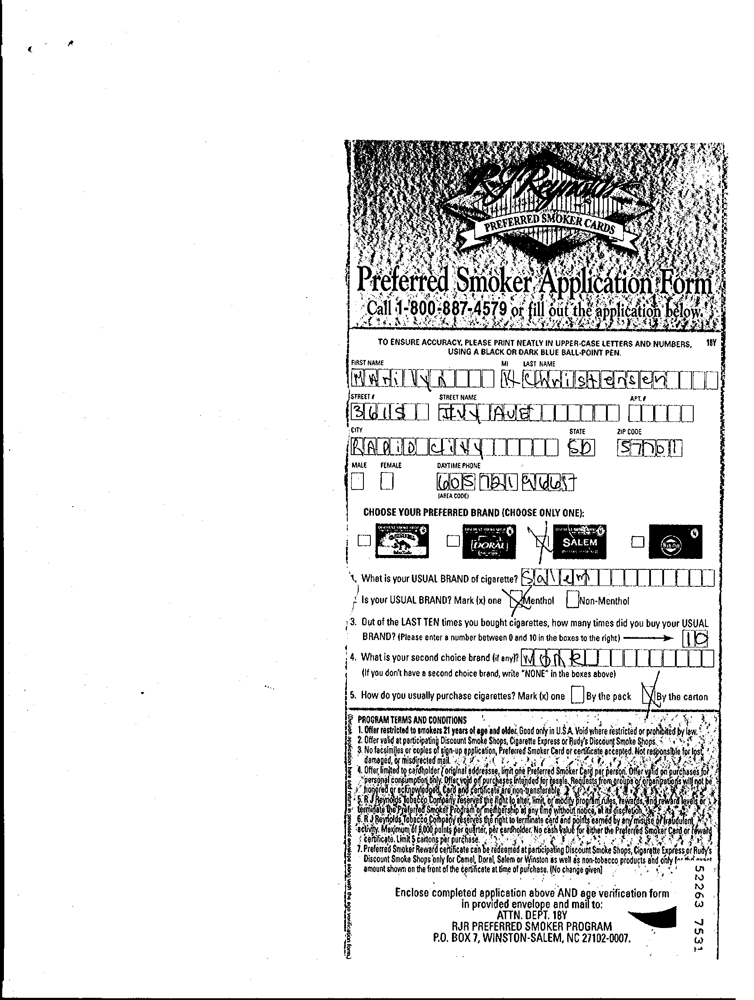 RJ Reynolds
PREFERRED SMOKER CARDS
Preferred Smoker Application Form
Call 1-800-887-4579 or fill out the application below.
TO ENSURE ACCURACY, PLEASE PRINT NEATLY IN UPPER-CASE LETTERS AND NUMBERS, 18Y
USING A BLACK OR DARK BLUE BALL-POINT PEN.
FIRST NAME MI LAST NAME
MARilYn K Christensen
STREET # STREET NAME APT. #
3615 IVY AVE
CITY STATE ZIP CODE
RAPID CitY SD 57701
MALE FEMALE DAYTIME PHONE
605 721
(AREA CODE)
CHOOSE YOUR PREFERRED BRAND (CHOOSE ONLY ONE):
CAMEL DORAL SALEM WINSTON
1. What is your USUAL BRAND of cigarette? Salem
Is your USUAL BRAND? Mark (x) one Menthol Non-Menthol
3. Out of the LAST TEN times you bought cigarettes, how many times did you buy your USUAL
BRAND? (Please enter a number between 0 and 10 in the boxes to the right) 10
4. What is your second choice brand (if any)?
(If you don't have a second choice brand, write "NONE" in the boxes above)
5. How do you usually purchase cigarettes? Mark (x) one By the pack By the carton
PROGRAM TERMS AND CONDITIONS
1. Offer restricted to smokers 21 years of age and older. Good only in U.S.A. Void where restricted or prohibited by law.
2. Offer valid at participating Discount Smoke Shops, Cigarette Express or Rudy's Discount Smoke Shops.
3. No facsimiles or copies of sign-up application, Preferred Smoker Card or certificate accepted. Not responsible for lost,
damaged, or misdirected mail.
4. Offer limited to cardholder / original addressee, limit one Preferred Smoker Card per person. Offer valid on purchases for
personal consumption only. Offer void of purchases intended for resale. Requests from groups or organizations will not be
honored or acknowledged. Card and certificate are non-transferable.
5. R J Reynolds Tobacco Company reserves the right to alter, limit, or modify program rules, rewards, and reward levels or
terminate the Preferred Smoker Program or membership at any time without notice, at its discretion.
6. R J Reynolds Tobacco Company reserves the right to terminate card and points earned by any misuse or fraudulent
activity. Maximum of 8,000 points per quarter, per cardholder. No cash value for either the Preferred Smoker Card or reward
certificate. Limit 5 cartons per purchase.
7. Preferred Smoker Reward certificate can be redeemed at participating Discount Smoke Shops, Cigarette Express or Rudy's
Discount Smoke Shops only for Camel, Doral, Salem or Winston as well as non-tobacco products and only for the exact
amount shown on the front of the certificate at time of purchase. (No change given)
Enclose completed application above AND age verification form
in provided envelope and mail to:
ATTN. DEPT. 18Y
RJR PREFERRED SMOKER PROGRAM
P.O. BOX 7, WINSTON-SALEM, NC 27102-0007.
52263 7531